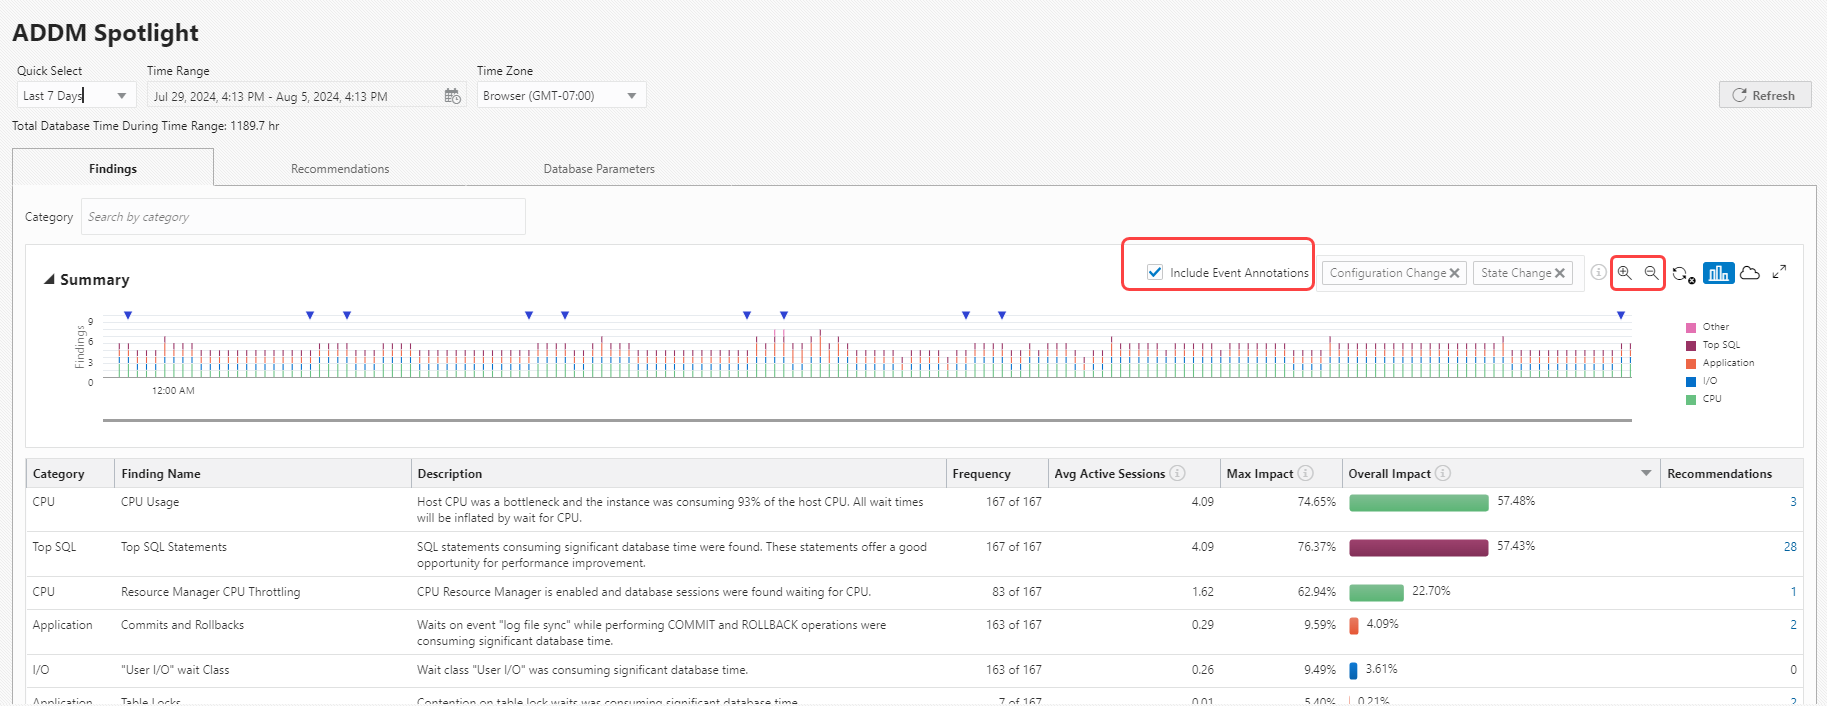 ADDM Spotlight
Quick Select
Time Range
Time Zone
Last 7 Days
Jul 29, 2024, 4:13 PM - Aug 5, 2024, 4:13 PM
Browser (GMT-07:00)
Refresh
Total Database Time During Time Range: 1189.7 hr
Findings
Recommendations
Database Parameters
Category
Search by category
Summary
Include Event Annotations
Configuration Change
State Change
Findings
9
6
3
0
12:00 AM
Other
Top SQL
Application
I/O
CPU
Category Finding Name Description Frequency Avg Active Sessions Max Impact Overall Impact Recommendations
CPU CPU Usage Host CPU was a bottleneck and the instance was consuming 93% of the host CPU. All wait times 167 of 167 4.09 74.65% 57.48% 3
will be inflated by wait for CPU.
Top SQL Top SQL Statements SQL statements consuming significant database time were found. These statements offer a good 167 of 167 4.09 76.37% 57.43% 28
opportunity for performance improvement.
CPU Resource Manager CPU Throttling CPU Resource Manager is enabled and database sessions were found waiting for CPU. 83 of 167 1.62 62.94% 22.70% 1
Application Commits and Rollbacks Waits on event "log file sync" while performing COMMIT and ROLLBACK operations were 163 of 167 0.29 9.59% 4.09% 2
consuming significant database time.
I/O "User I/O" wait Class Wait class "User I/O" was consuming significant database time. 163 of 167 0.26 9.49% 3.61% 0
Application Table Locks Contention on table lock waits was consuming significant database time. 7 of 167 0.01 5.40% 0.21% 2